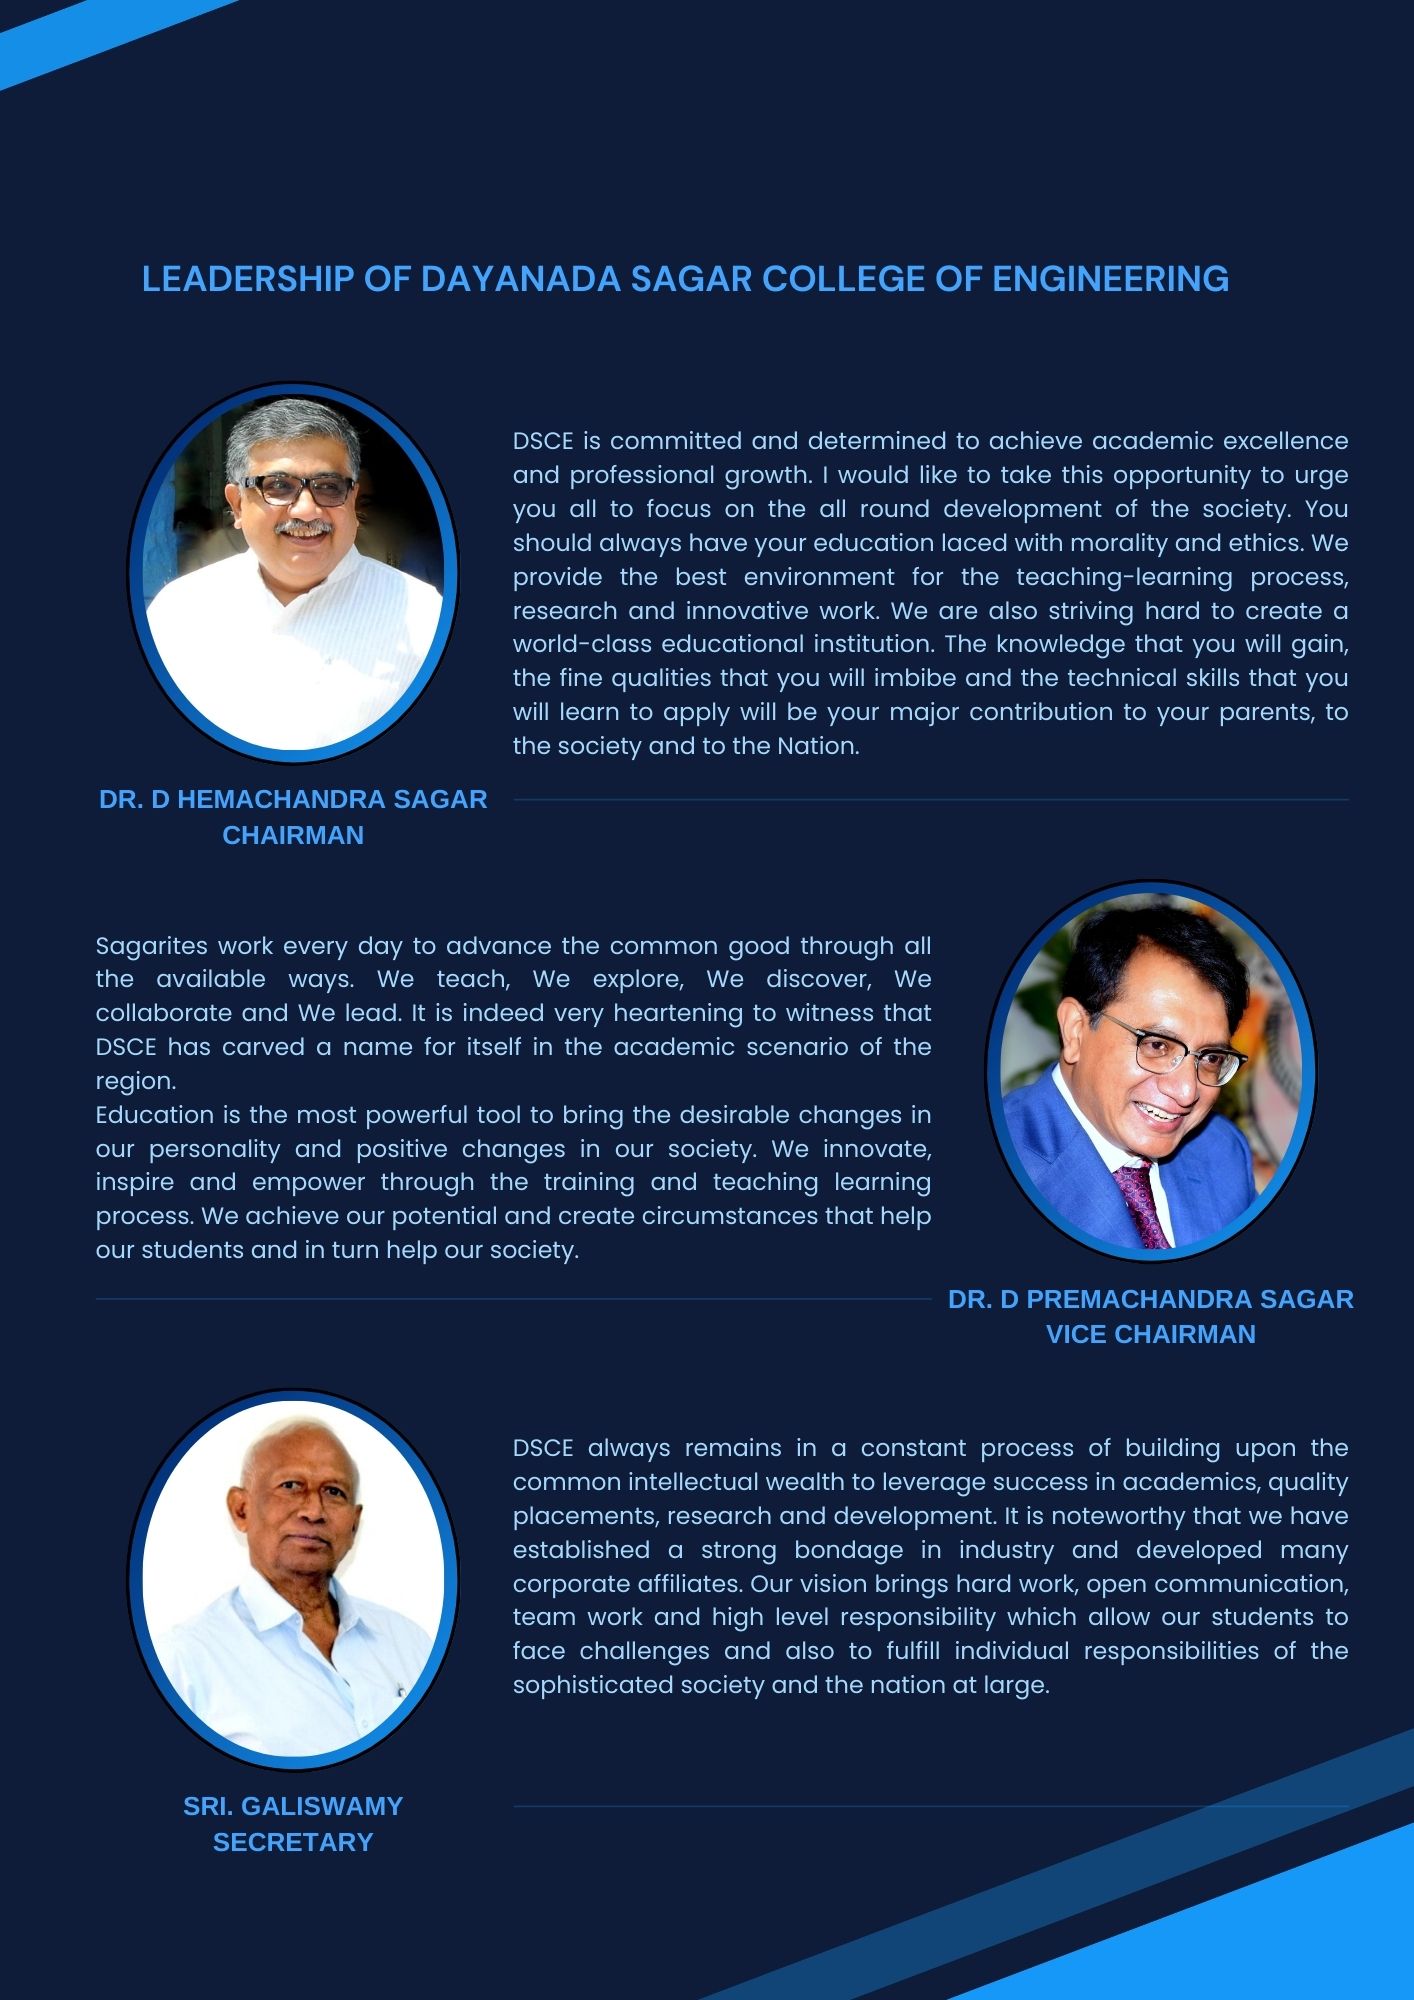 LEADERSHIP OF DAYANADA SAGAR COLLEGE OF ENGINEERING
DSCE is committed and determined to achieve academic excellence
and professional growth. I would like to take this opportunity to urge
you all to focus on the all round development of the society. You
should always have your education laced with morality and ethics. We
provide the best environment for the teaching-learning process,
research and innovative work. We are also striving hard to create a
world-class educational institution. The knowledge that you will gain,
the fine qualities that you will imbibe and the technical skills that you
will learn to apply will be your major contribution to your parents, to
the society and to the Nation.
DR. D HEMACHANDRA SAGAR
CHAIRMAN
Sagarites work every day to advance the common good through all
the available ways. We teach, We explore, We discover, We
collaborate and We lead. It is indeed very heartening to witness that
DSCE has carved a name for itself in the academic scenario of the
region.
Education is the most powerful tool to bring the desirable changes in
our personality and positive changes in our society. We innovate,
inspire and empower through the training and teaching learning
process. We achieve our potential and create circumstances that help
our students and in turn help our society.
DR. D PREMACHANDRA SAGAR
VICE CHAIRMAN
DSCE always remains in a constant process of building upon the
common intellectual wealth to leverage success in academics, quality
placements, research and development. It is noteworthy that we have
established a strong bondage in industry and developed many
corporate affiliates. Our vision brings hard work, open communication,
team work and high level responsibility which allow our students to
face challenges and also to fulfill individual responsibilities of the
sophisticated society and the nation at large.
SRI. GALISWAMY
SECRETARY